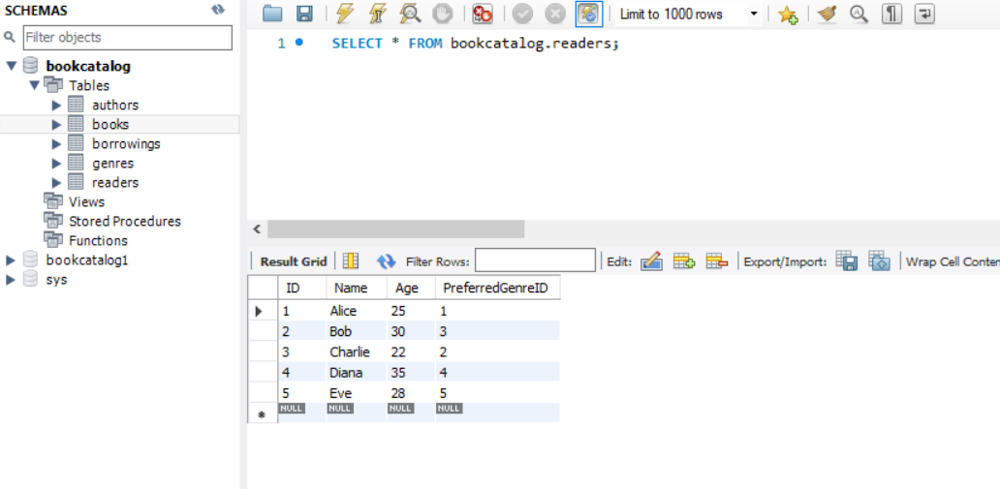 SCHEMAS
Filter objects
bookcatalog
Tables
authors
books
borrowings
genres
readers
Views
Stored Procedures
Functions
bookcatalog1
sys
Limit to 1000 rows
1 SELECT * FROM bookcatalog.readers;
Result Grid Filter Rows: Edit: Export/Import: Wrap Cell Conten
ID Name Age PreferredGenreID
1 Alice 25 1
2 Bob 30 3
3 Charlie 22 2
4 Diana 35 4
5 Eve 28 5
NULL NULL NULL NULL